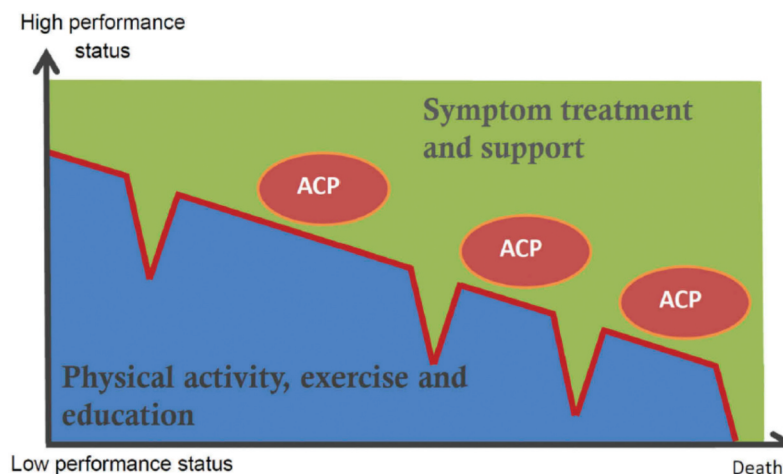 High performance
status
Symptom treatment
and support
ACP
ACP
ACP
Physical activity, exercise and
education
Low performance status
Death